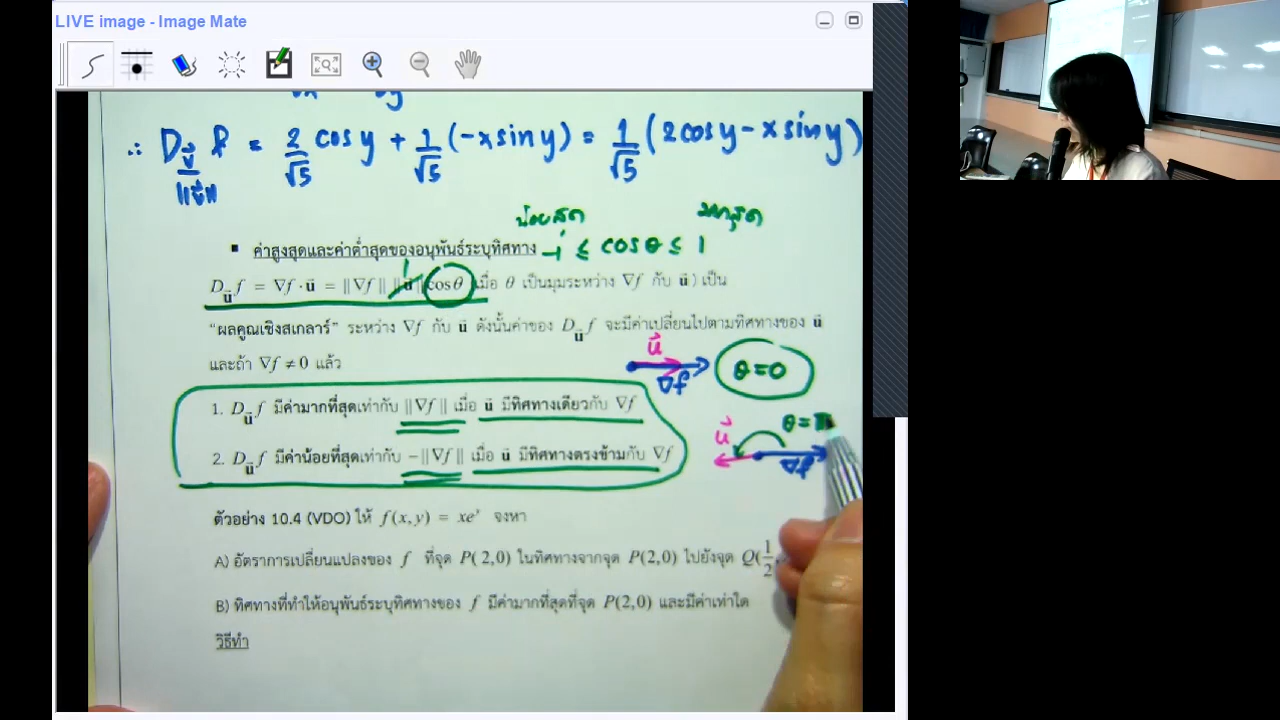 LIVE image - Image Mate
∴ D_v⃗ f = 2/√5 cos y + 1/√5 (-x sin y) = 1/√5 (2cos y - x sin y)
น้อยสุด มากสุด
▪ ค่าสูงสุดและค่าต่ำสุดของอนุพันธ์ระบุทิศทาง -1 ≤ cos θ ≤ 1
D_u⃗ f = ∇f · u⃗ = ||∇f|| ||u⃗|| cos θ เมื่อ θ เป็นมุมระหว่าง ∇f กับ u⃗ ) เป็น
1
"ผลคูณเชิงสเกลาร์" ระหว่าง ∇f กับ u⃗ ดังนั้นค่าของ D_u⃗ f จะมีค่าเปลี่ยนไปตามทิศทางของ u⃗
และถ้า ∇f ≠ 0 แล้ว
u⃗ ∇f θ = 0
1. D_u⃗ f มีค่ามากที่สุดเท่ากับ ||∇f|| เมื่อ u⃗ มีทิศทางเดียวกับ ∇f
u⃗ ∇f θ = π
2. D_u⃗ f มีค่าน้อยที่สุดเท่ากับ -||∇f|| เมื่อ u⃗ มีทิศทางตรงข้ามกับ ∇f
ตัวอย่าง 10.4 (VDO) ให้ f(x, y) = xe^y จงหา
A) อัตราการเปลี่ยนแปลงของ f ที่จุด P(2,0) ในทิศทางจากจุด P(2,0) ไปยังจุด Q(1/2,
B) ทิศทางที่ทำให้อนุพันธ์ระบุทิศทางของ f มีค่ามากที่สุดที่จุด P(2,0) และมีค่าเท่าใด
วิธีทำ